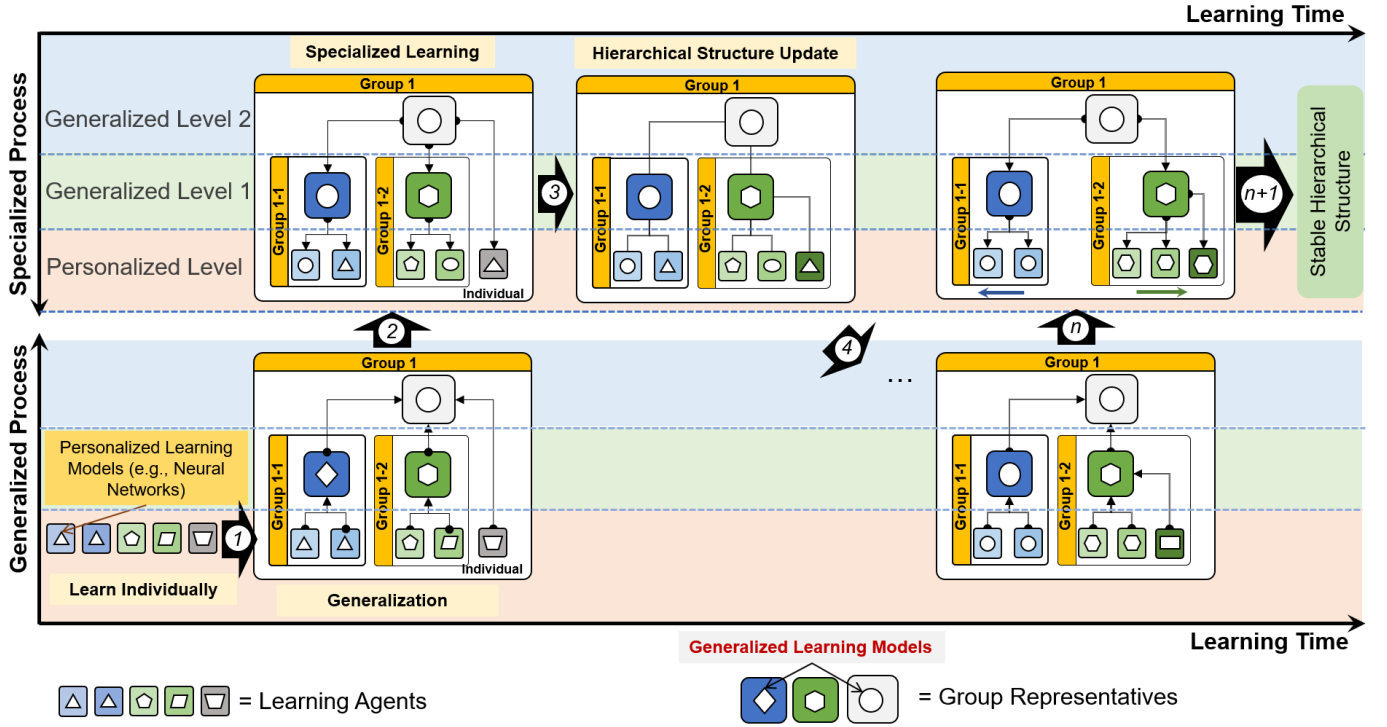 Learning Time
Specialized Process
Specialized Learning
Hierarchical Structure Update
Generalized Level 2
Generalized Level 1
Personalized Level
Group 1
Group 1-1
Group 1-2
Individual
3
Group 1
Group 1-1
Group 1-2
Group 1
Group 1-1
Group 1-2
n+1
Stable Hierarchical
Structure
2
4
...
n
Generalized Process
Personalized Learning
Models (e.g., Neural
Networks)
1
Learn Individually
Group 1
Group 1-1
Group 1-2
Individual
Generalization
Group 1
Group 1-1
Group 1-2
Learning Time
= Learning Agents
Generalized Learning Models
= Group Representatives